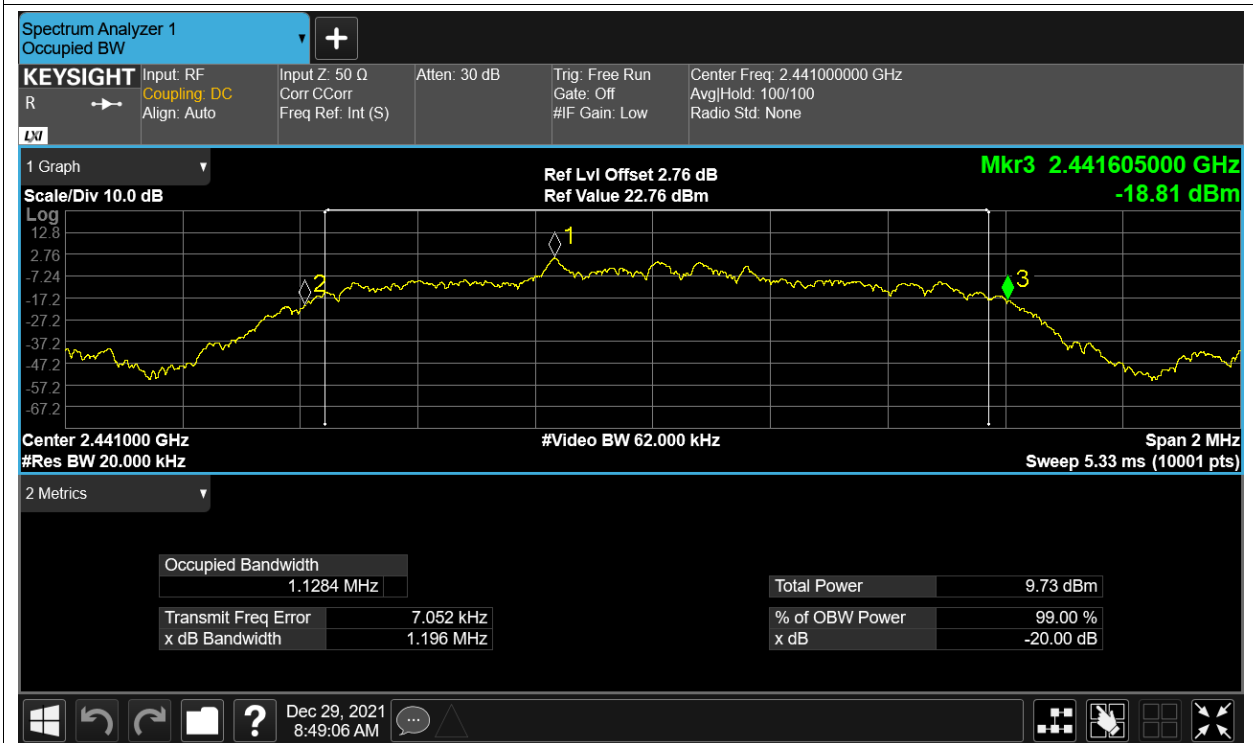 Spectrum Analyzer 1
Occupied BW
KEYSIGHT
R
LXI
Input: RF
Coupling: DC
Align: Auto
Input Z: 50 Ω
Corr CCorr
Freq Ref: Int (S)
Atten: 30 dB
Trig: Free Run
Gate: Off
#IF Gain: Low
Center Freq: 2.441000000 GHz
Avg|Hold: 100/100
Radio Std: None
1 Graph
Scale/Div 10.0 dB
Ref Lvl Offset 2.76 dB
Ref Value 22.76 dBm
Mkr3 2.441605000 GHz
-18.81 dBm
Log
12.8
2.76
-7.24
-17.2
-27.2
-37.2
-47.2
-57.2
-67.2
1
2
3
Center 2.441000 GHz
#Video BW 62.000 kHz
Span 2 MHz
#Res BW 20.000 kHz
Sweep 5.33 ms (10001 pts)
2 Metrics
Occupied Bandwidth
1.1284 MHz
Total Power 9.73 dBm
Transmit Freq Error 7.052 kHz
% of OBW Power 99.00 %
x dB Bandwidth 1.196 MHz
x dB -20.00 dB
?
Dec 29, 2021
8:49:06 AM